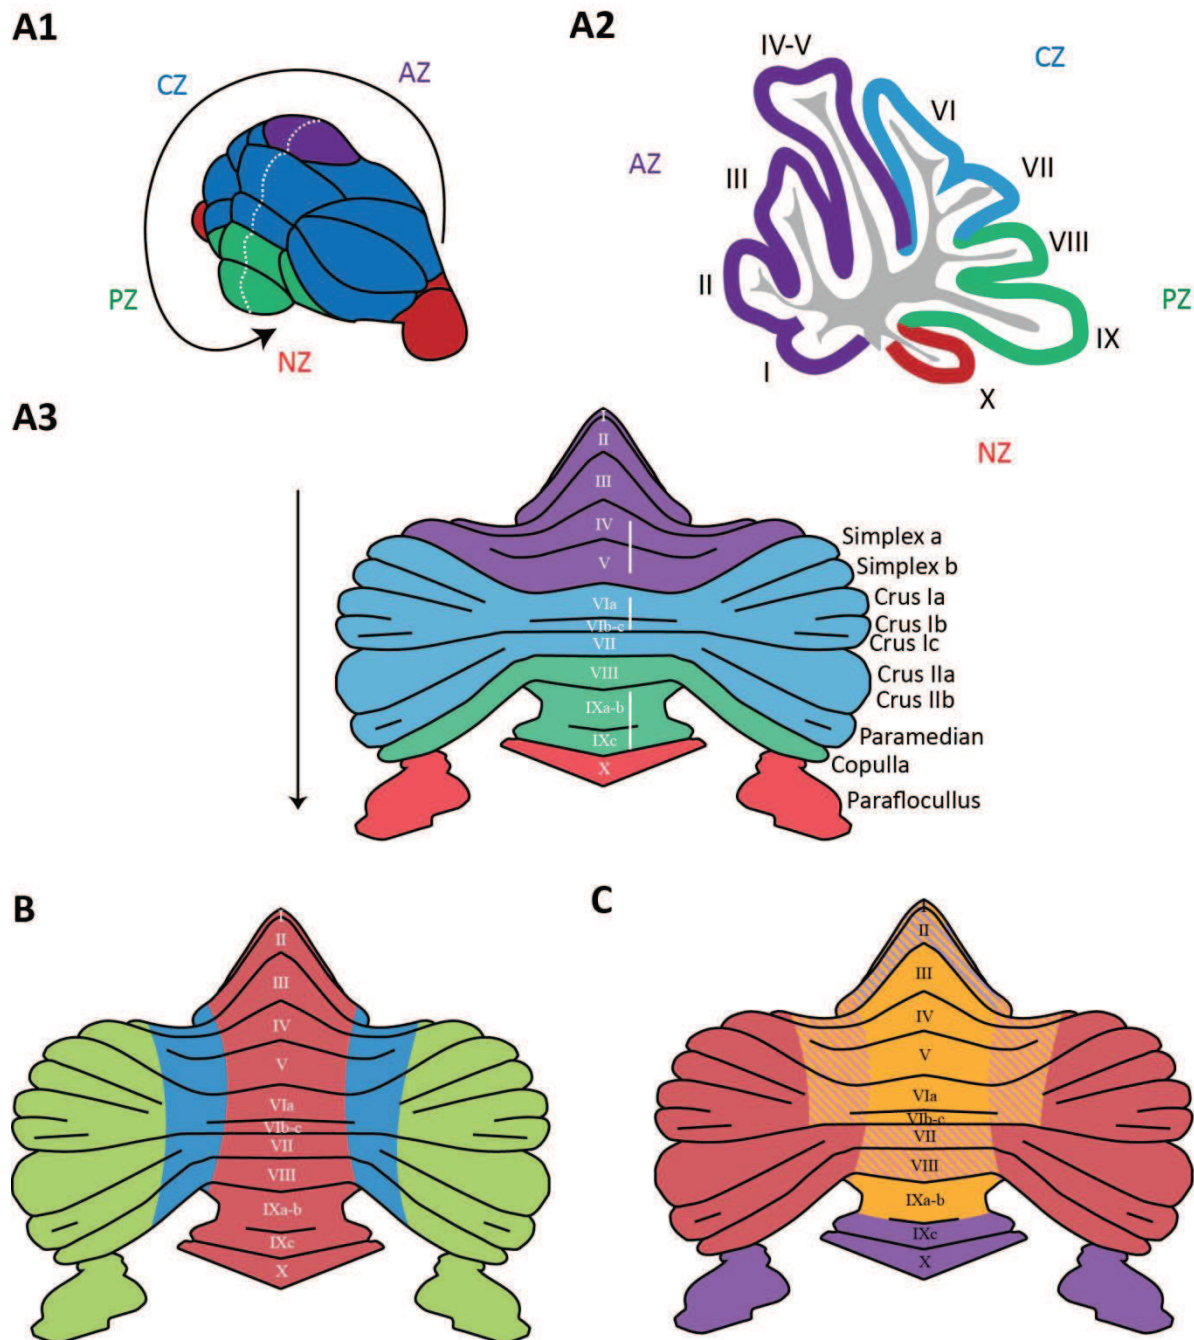 A1
CZ
AZ
PZ
NZ
A2
IV-V
CZ
VI
AZ
III
VII
VIII
II
PZ
IX
I
X
NZ
A3
I
II
III
IV
V
VIa
VIb-c
VII
VIII
IXa-b
IXc
X
Simplex a
Simplex b
Crus Ia
Crus Ib
Crus Ic
Crus IIa
Crus IIb
Paramedian
Copulla
Paraflocullus
B
I
II
III
IV
V
VIa
VIb-c
VII
VIII
IXa-b
IXc
X
C
I
II
III
IV
V
VIa
VIb-c
VII
VIII
IXa-b
IXc
X